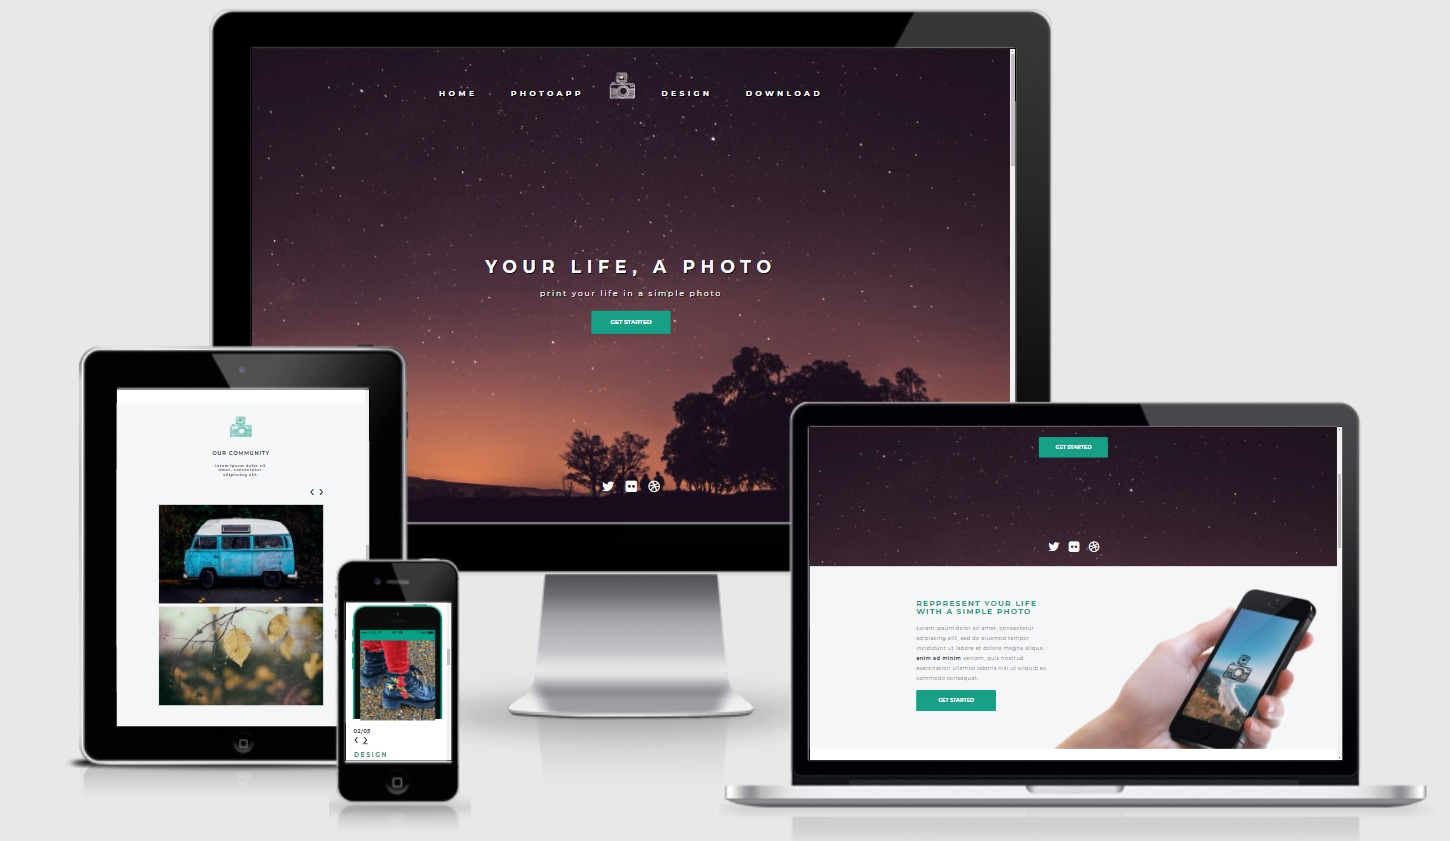 HOME PHOTOAPP DESIGN DOWNLOAD
YOUR LIFE, A PHOTO
print your life in a simple photo
GET STARTED
OUR COMMUNITY
Lorem ipsum dolor sit
amet, consectetur
adipiscing elit.
02/05
DESIGN
GET STARTED
REPPRESENT YOUR LIFE
WITH A SIMPLE PHOTO
Lorem ipsum dolor sit amet, consectetur
adipiscing elit, sed do eiusmod tempor
incididunt ut labore et dolore magna aliqua.
enim ad minim veniam, quis nostrud
exercitation ullamco laboris nisi ut aliquip ex
commodo consequat.
GET STARTED